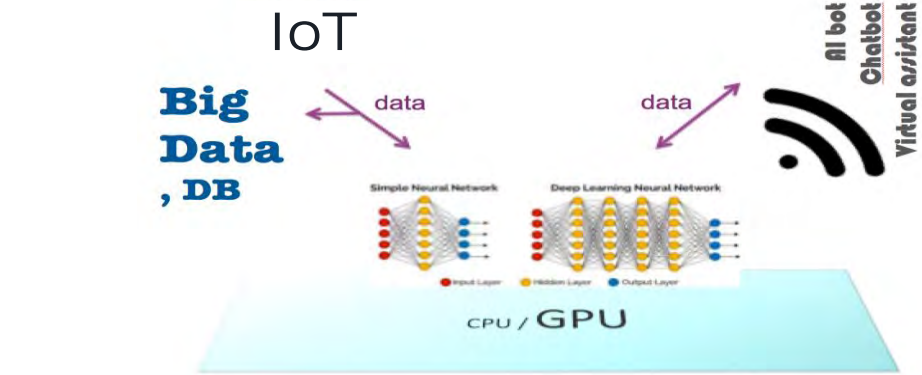 IoT
AI bot
Chatbot
Virtual assistant
Big
Data
, DB
data
data
Simple Neural Network
Deep Learning Neural Network
Input Layer
Hidden Layer
Output Layer
CPU / GPU